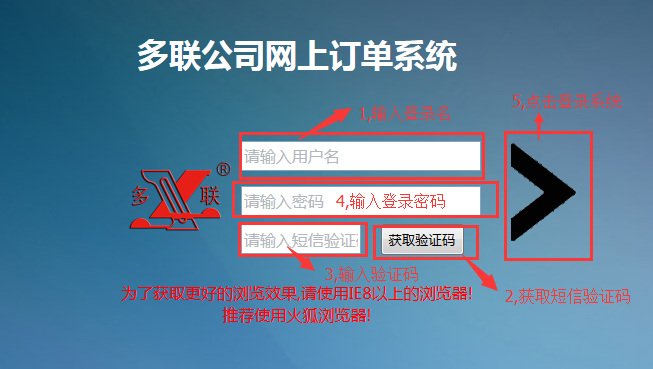 多联公司网上订单系统
5,点击登录系统
1,输入登录名
请输入用户名
多 联 ®
请输入密码 4,输入登录密码
请输入短信验证 获取验证码
3,输入验证码
2,获取短信验证码
为了获取更好的浏览效果,请使用IE8以上的浏览器!
推荐使用火狐浏览器!